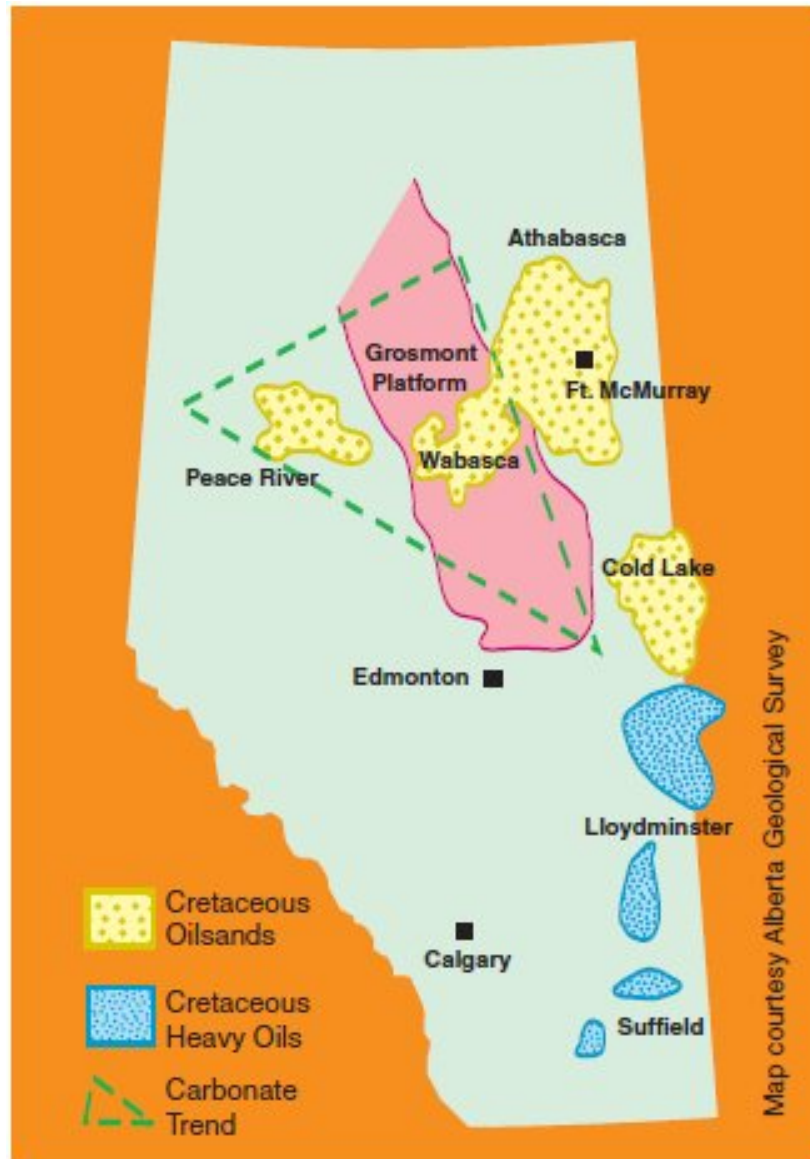 Athabasca
Grosmont
Platform
Ft. McMurray
Peace River
Wabasca
Cold Lake
Edmonton
Lloydminster
Calgary
Suffield
Cretaceous
Oilsands
Cretaceous
Heavy Oils
Carbonate
Trend
Map courtesy Alberta Geological Survey